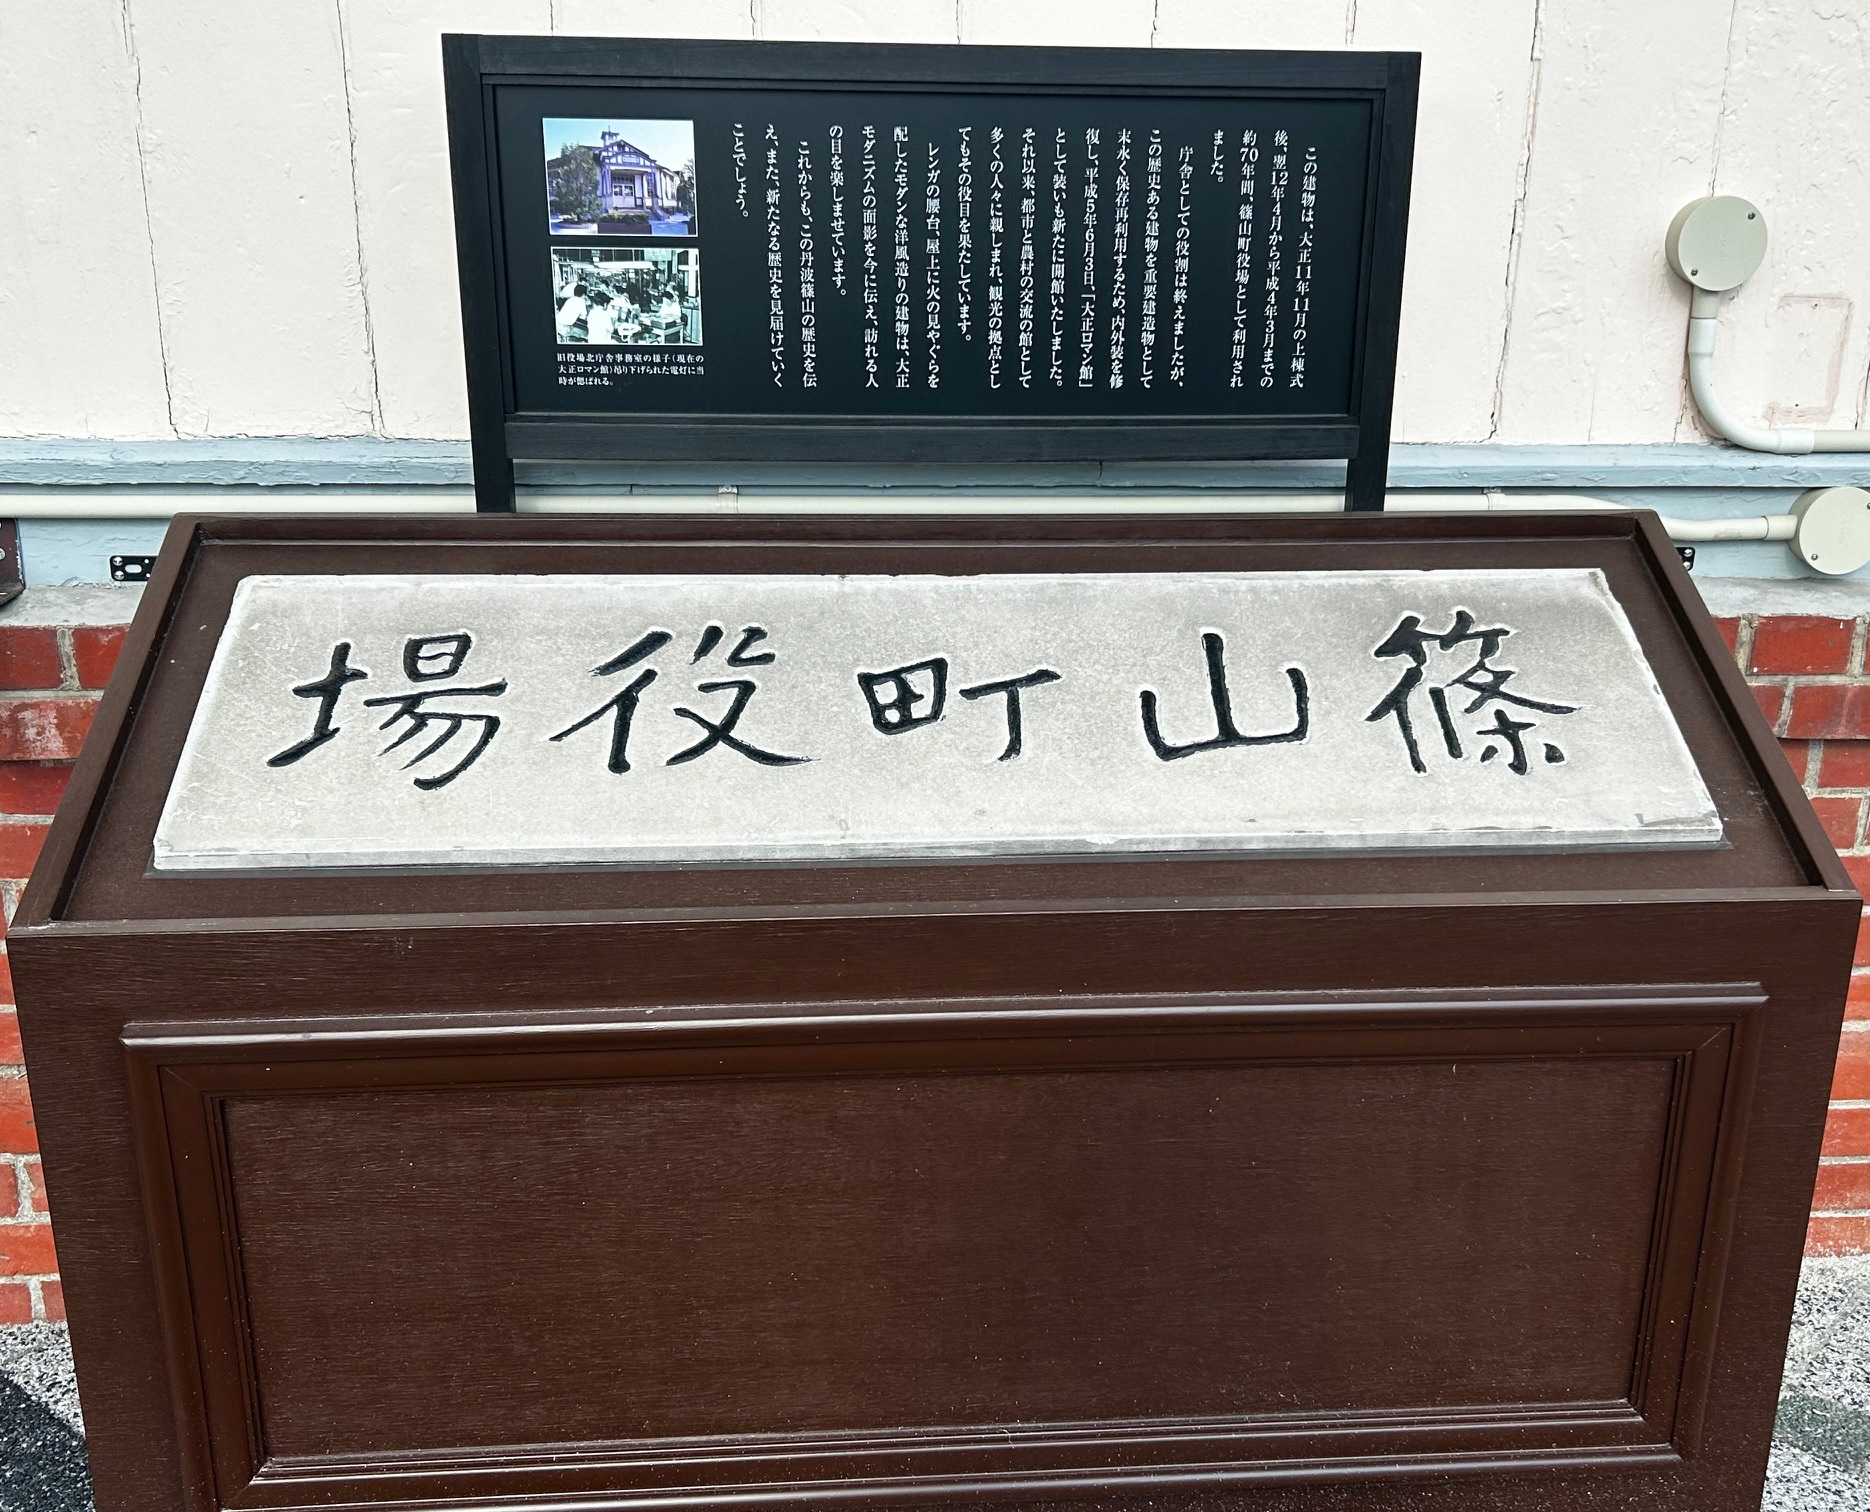 この建物は、大正11年11月の上棟式
後、翌12年4月から平成4年3月までの
約70年間、篠山町役場として利用され
ました。
庁舎としての役割は終えましたが、
この歴史ある建物を重要建造物として
末永く保存再利用するため、内外装を修
復し、平成5年6月3日、「大正ロマン館」
として装いも新たに開館いたしました。
それ以来、都市と農村の交流の館として
多くの人々に親しまれ、観光の拠点とし
てもその役目を果たしています。
レンガの腰台、屋上に火の見やぐらを
配したモダンな洋風造りの建物は、大正
モダニズムの面影を今に伝え、訪れる人
の目を楽しませています。
これからも、この丹波篠山の歴史を伝
え、また、新たなる歴史を見届けていく
ことでしょう。
旧役場北庁舎事務室の様子（現在の
大正ロマン館）吊り下げられた電灯に当
時が偲ばれる。
篠山町役場